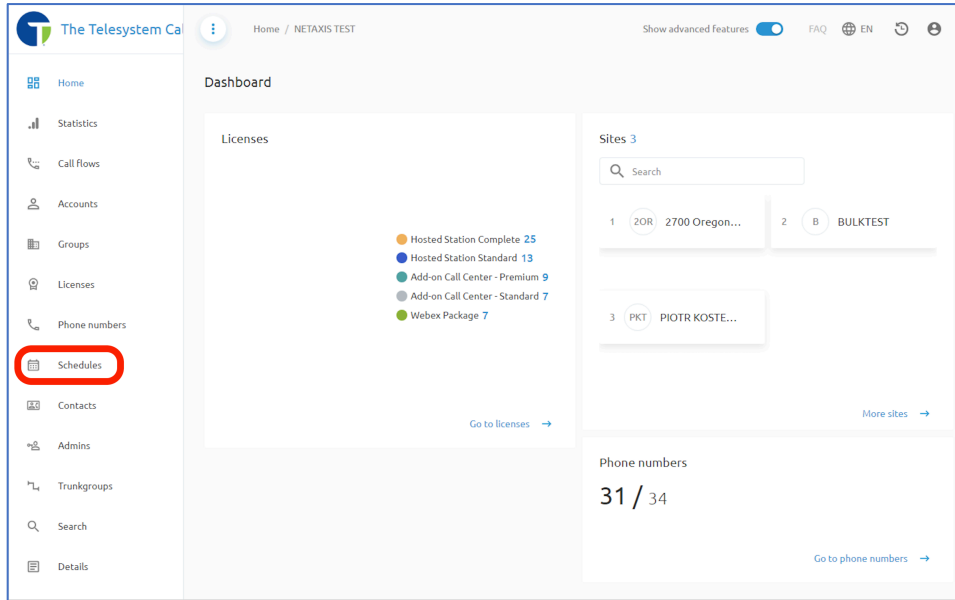 The Telesystem Cal
Home / NETAXIS TEST
Show advanced features
FAQ
EN
Home
Statistics
Call flows
Accounts
Groups
Licenses
Phone numbers
Schedules
Contacts
Admins
Trunkgroups
Search
Details
Dashboard
Licenses
Hosted Station Complete 25
Hosted Station Standard 13
Add-on Call Center - Premium 9
Add-on Call Center - Standard 7
Webex Package 7
Go to licenses →
Sites 3
Search
1 2OR 2700 Oregon...
2 B BULKTEST
3 PKT PIOTR KOSTE...
More sites →
Phone numbers
31 / 34
Go to phone numbers →